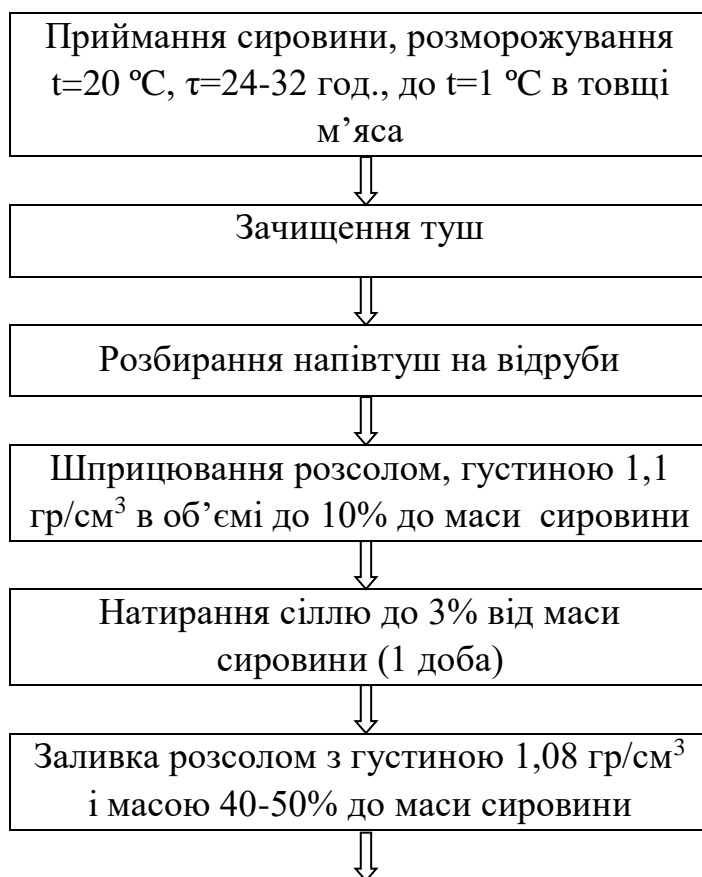 Приймання сировини, розморожування
t=20 ºС, τ=24-32 год., до t=1 ºС в товщі
м’яса
Зачищення туш
Розбирання напівтуш на відруби
Шприцювання розсолом, густиною 1,1
гр/см³ в об’ємі до 10% до маси сировини
Натирання сіллю до 3% від маси
сировини (1 доба)
Заливка розсолом з густиною 1,08 гр/см³
і масою 40-50% до маси сировини